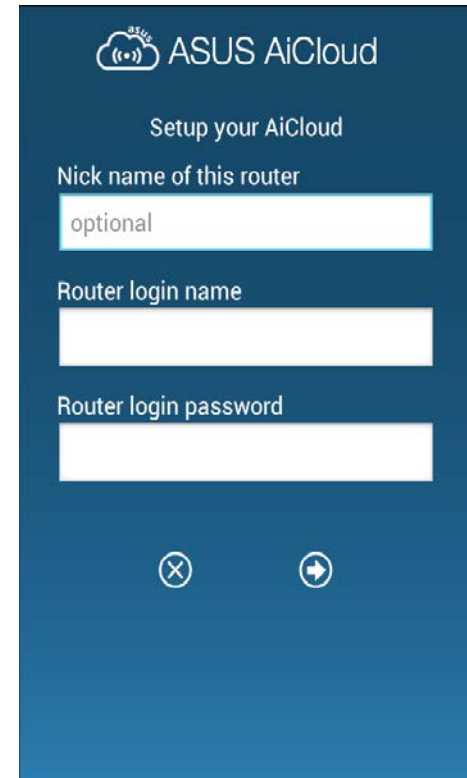 asus
ASUS AiCloud
Setup your AiCloud
Nick name of this router
optional
Router login name
Router login password